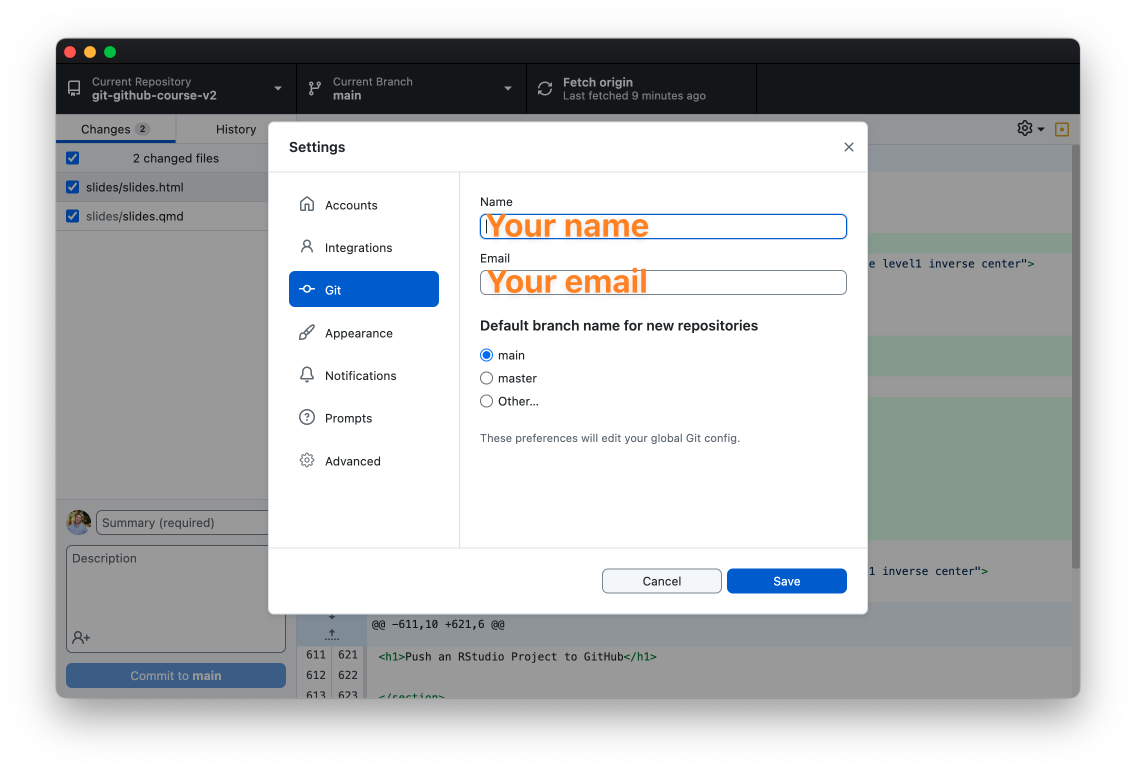 Current Repository
git-github-course-v2
Current Branch
main
Fetch origin
Last fetched 9 minutes ago
Changes 2
History
2 changed files
slides/slides.html
slides/slides.qmd
Settings
Accounts
Integrations
Git
Appearance
Notifications
Prompts
Advanced
Name
Your name
Email
Your email
Default branch name for new repositories
main
master
Other...
These preferences will edit your global Git config.
Cancel
Save
e level1 inverse center">
1 inverse center">
Summary (required)
Description
Commit to main
@@ -611,10 +621,6 @@
611 621 <h1>Push an RStudio Project to GitHub</h1>
612 622
613 623 </section>